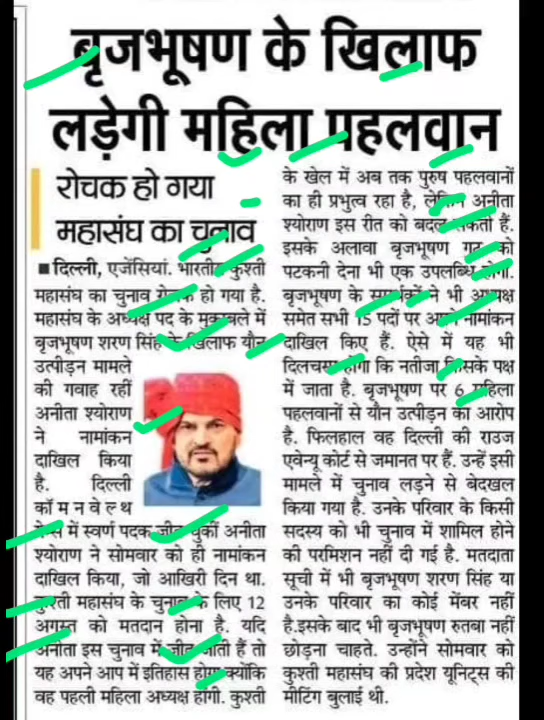 बृजभूषण के खिलाफ
लड़ेगी महिला पहलवान
रोचक हो गया
महासंघ का चुनाव
■ दिल्ली, एजेंसियां. भारतीय कुश्ती
महासंघ का चुनाव रोचक हो गया है.
महासंघ के अध्यक्ष पद के मुकाबले में
बृजभूषण शरण सिंह के खिलाफ यौन
उत्पीड़न मामले
की गवाह रहीं
अनीता श्योराण
ने नामांकन
दाखिल किया
है. दिल्ली
कॉमनवेल्थ
गेम्स में स्वर्ण पदक जीत चुकीं अनीता
श्योराण ने सोमवार को ही नामांकन
दाखिल किया, जो आखिरी दिन था.
कुश्ती महासंघ के चुनाव के लिए 12
अगस्त को मतदान होना है. यदि
अनीता इस चुनाव में जीत जाती हैं तो
यह अपने आप में इतिहास होगा क्योंकि
वह पहली महिला अध्यक्ष होंगी. कुश्ती
के खेल में अब तक पुरुष पहलवानों
का ही प्रभुत्व रहा है, लेकिन अनीता
श्योराण इस रीत को बदल सकती हैं.
इसके अलावा बृजभूषण गुट को
पटकनी देना भी एक उपलब्धि होगी.
बृजभूषण के समर्थकों ने भी अध्यक्ष
समेत सभी 15 पदों पर अपने नामांकन
दाखिल किए हैं. ऐसे में यह भी
दिलचस्प होगा कि नतीजा किसके पक्ष
में जाता है. बृजभूषण पर 6 महिला
पहलवानों से यौन उत्पीड़न का आरोप
है. फिलहाल वह दिल्ली की राउज
एवेन्यू कोर्ट से जमानत पर हैं. उन्हें इसी
मामले में चुनाव लड़ने से बेदखल
किया गया है. उनके परिवार के किसी
सदस्य को भी चुनाव में शामिल होने
की परमिशन नहीं दी गई है. मतदाता
सूची में भी बृजभूषण शरण सिंह या
उनके परिवार का कोई मेंबर नहीं
है.इसके बाद भी बृजभूषण रुतबा नहीं
छोड़ना चाहते. उन्होंने सोमवार को
कुश्ती महासंघ की प्रदेश यूनिट्स की
मीटिंग बुलाई थी.